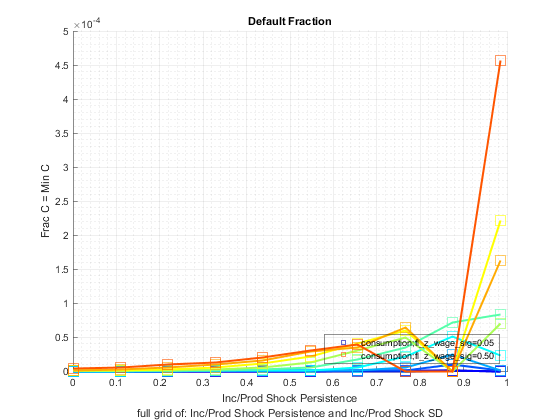 Default Fraction
×10⁻⁴
5
4.5
4
3.5
3
2.5
2
1.5
1
0.5
0
Frac C = Min C
consumption;fl_z_wage_sig=0.05
consumption;fl_z_wage_sig=0.50
0 0.1 0.2 0.3 0.4 0.5 0.6 0.7 0.8 0.9 1
Inc/Prod Shock Persistence
full grid of: Inc/Prod Shock Persistence and Inc/Prod Shock SD